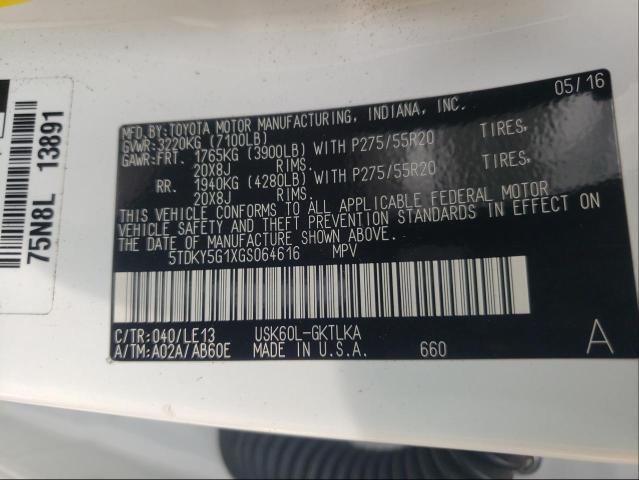 75N8L 13891
05/16
MFD. BY: TOYOTA MOTOR MANUFACTURING, INDIANA, INC.
GVWR: 3220KG (7100LB)
GAWR: FRT. 1765KG (3900LB) WITH P275/55R20 TIRES,
20X8J RIMS.
RR. 1940KG (4280LB) WITH P275/55R20 TIRES,
20X8J RIMS.
THIS VEHICLE CONFORMS TO ALL APPLICABLE FEDERAL MOTOR
VEHICLE SAFETY AND THEFT PREVENTION STANDARDS IN EFFECT ON
THE DATE OF MANUFACTURE SHOWN ABOVE.
5TDKY5G1XGS064616 MPV
C/TR: 040/LE13 USK60L-GKTLKA
A/TM: A02A/AB60E MADE IN U.S.A. 660 A